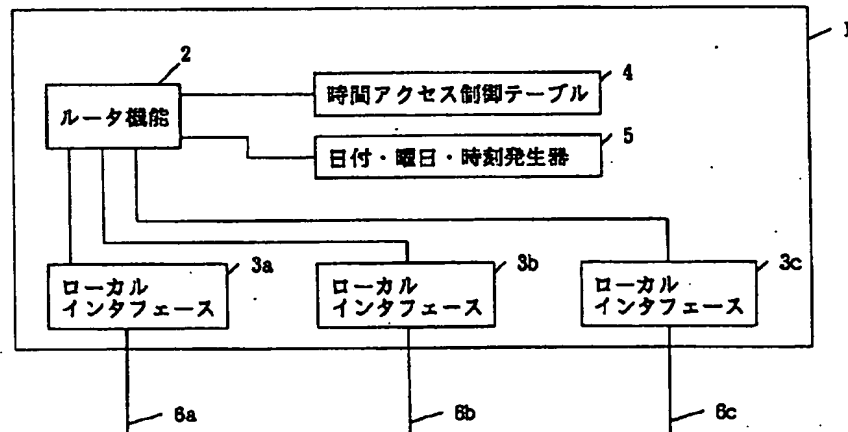 1
2
4
時間アクセス制御テーブル
ルータ機能
5
日付・曜日・時刻発生器
3a
3b
3c
ローカル
インタフェース
ローカル
インタフェース
ローカル
インタフェース
6a
6b
6c